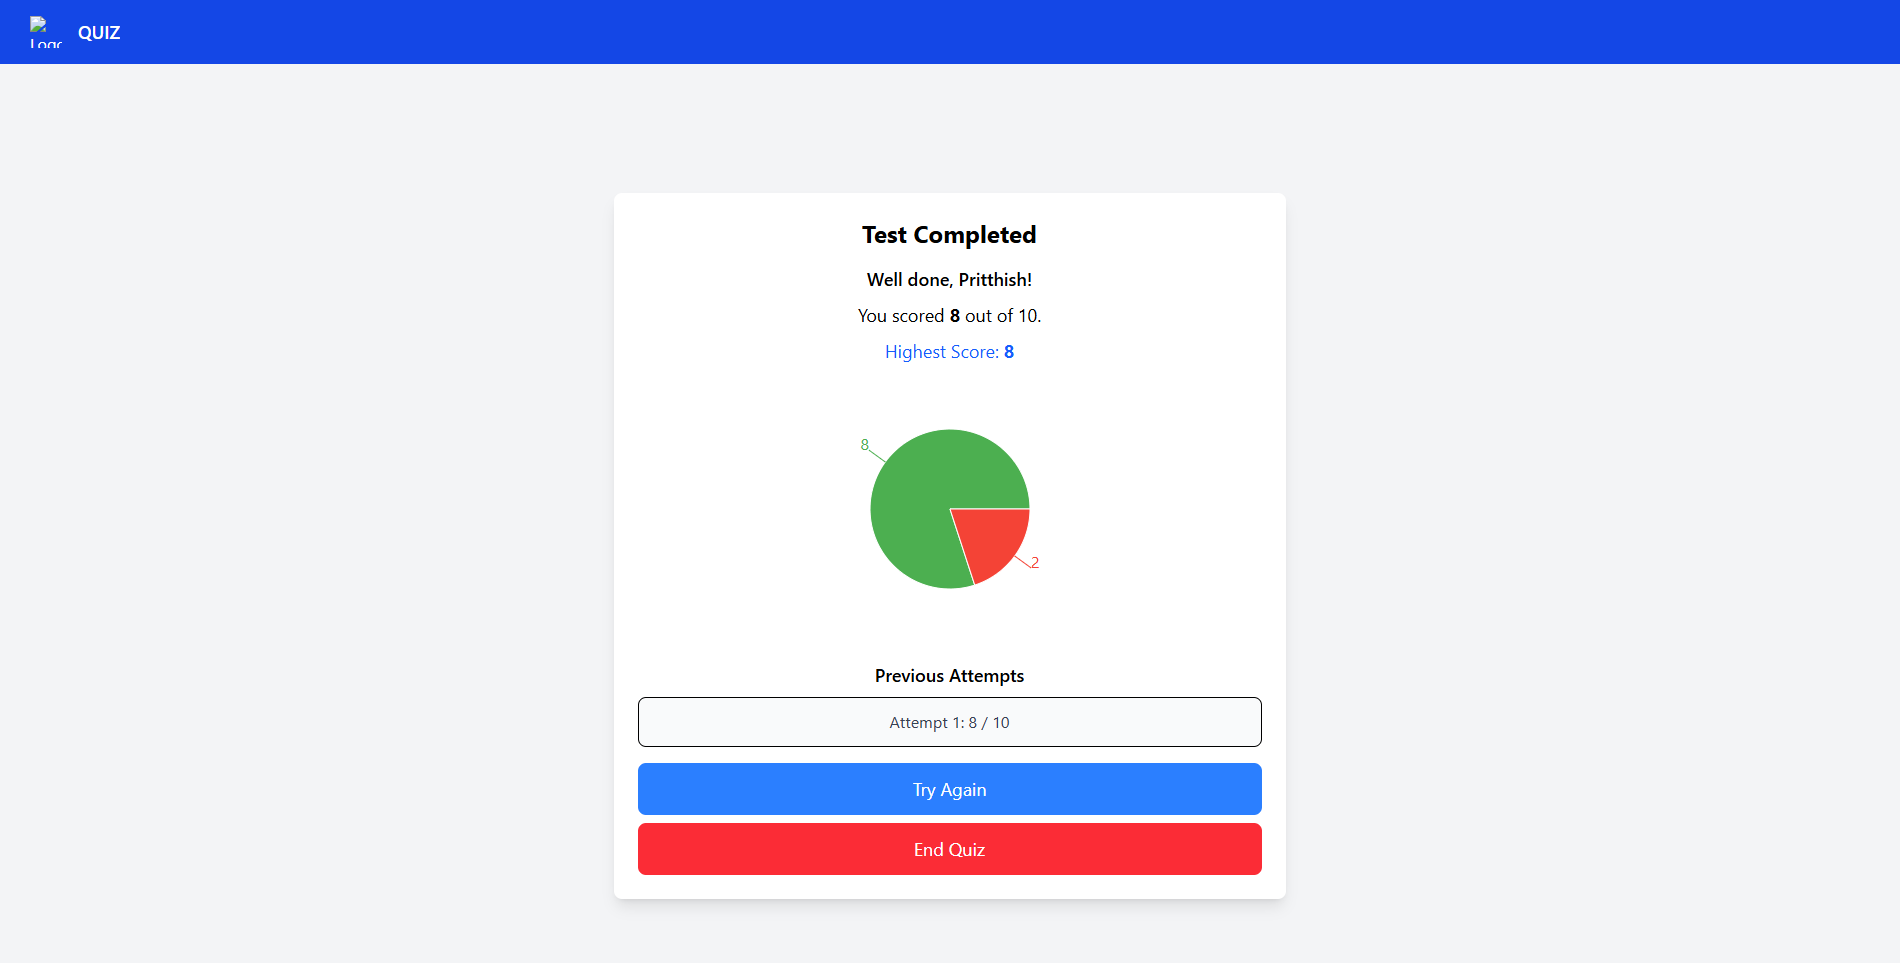 QUIZ
Test Completed
Well done, Pritthish!
You scored 8 out of 10.
Highest Score: 8
8
2
Previous Attempts
Attempt 1: 8 / 10
Try Again
End Quiz